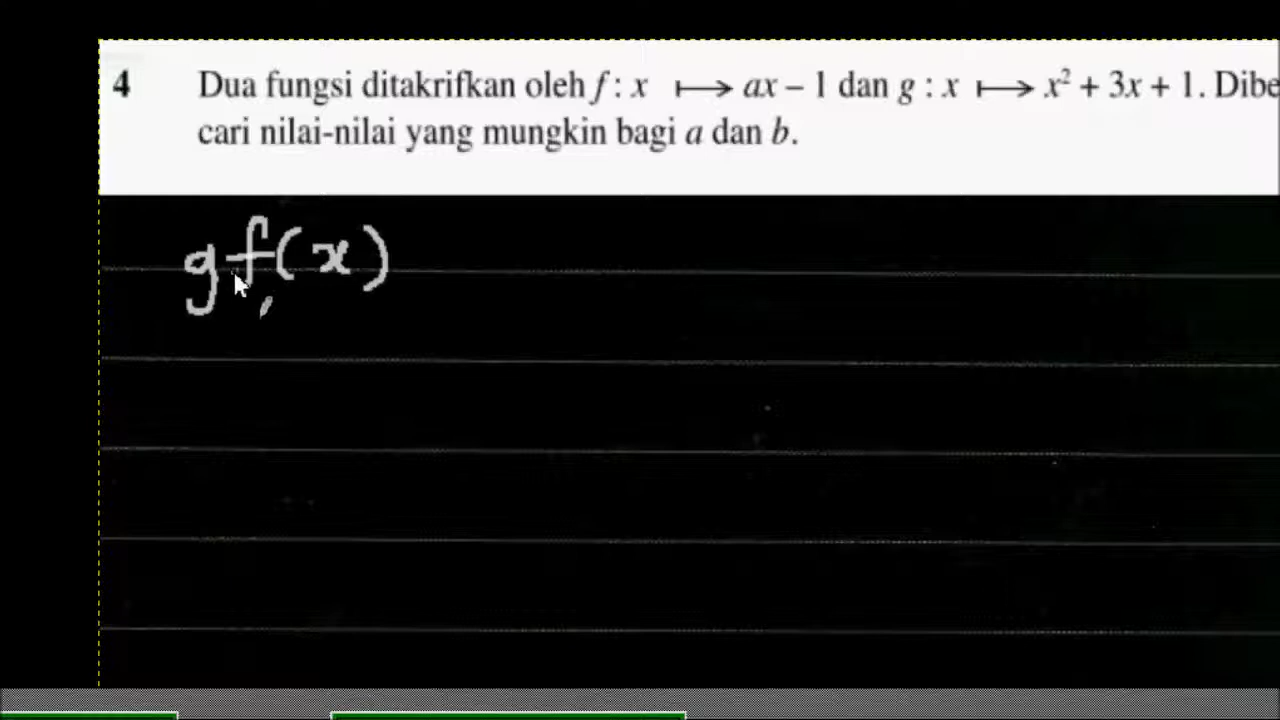 4 Dua fungsi ditakrifkan oleh f : x ⟼ ax – 1 dan g : x ⟼ x² + 3x + 1. Dibe
cari nilai-nilai yang mungkin bagi a dan b.
gf(x)